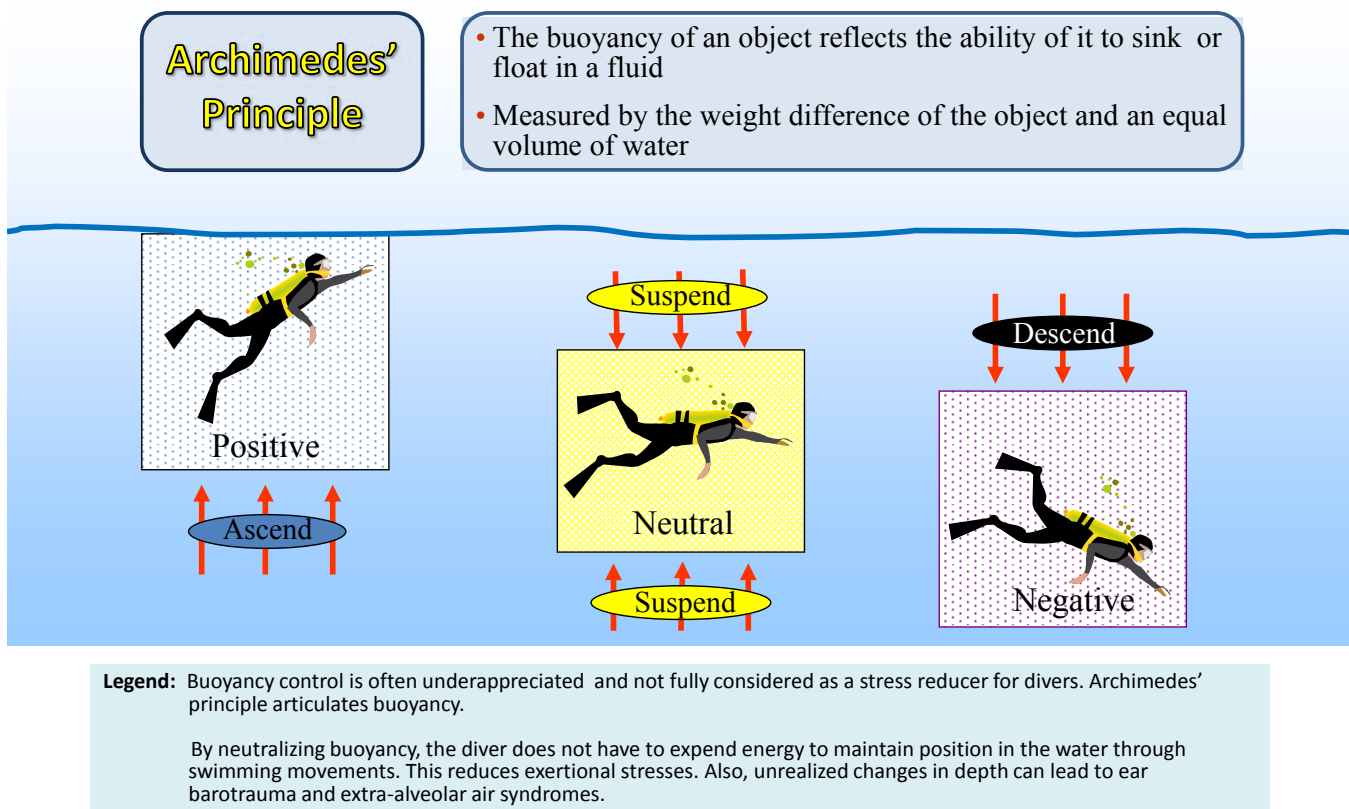 Archimedes’
Principle
• The buoyancy of an object reflects the ability of it to sink or
float in a fluid
• Measured by the weight difference of the object and an equal
volume of water
Positive
Ascend
Suspend
Neutral
Suspend
Descend
Negative
Legend: Buoyancy control is often underappreciated and not fully considered as a stress reducer for divers. Archimedes’
principle articulates buoyancy.
By neutralizing buoyancy, the diver does not have to expend energy to maintain position in the water through
swimming movements. This reduces exertional stresses. Also, unrealized changes in depth can lead to ear
barotrauma and extra-alveolar air syndromes.